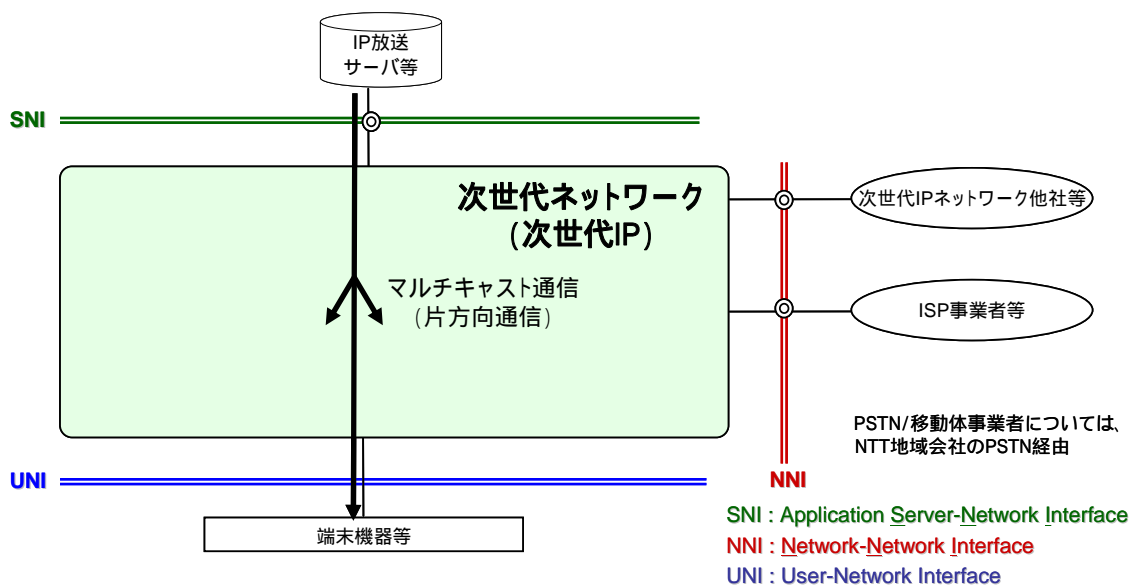 IP放送
サーバ等
SNI
次世代ネットワーク
(次世代IP)
次世代IPネットワーク他社等
マルチキャスト通信
(片方向通信)
ISP事業者等
PSTN/移動体事業者については、
NTT地域会社のPSTN経由
UNI
NNI
端末機器等
SNI : Application Server-Network Interface
NNI : Network-Network Interface
UNI : User-Network Interface